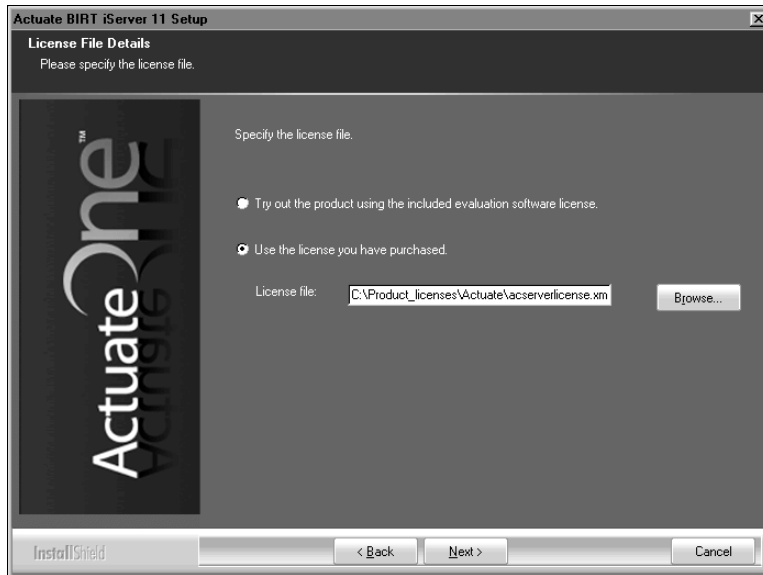 Actuate BIRT iServer 11 Setup
License File Details
Please specify the license file.
ActuateOne™
Specify the license file.
Try out the product using the included evaluation software license.
Use the license you have purchased.
License file: C:\Product_licenses\Actuate\acserverlicense.xm Browse...
InstallShield
< Back Next > Cancel